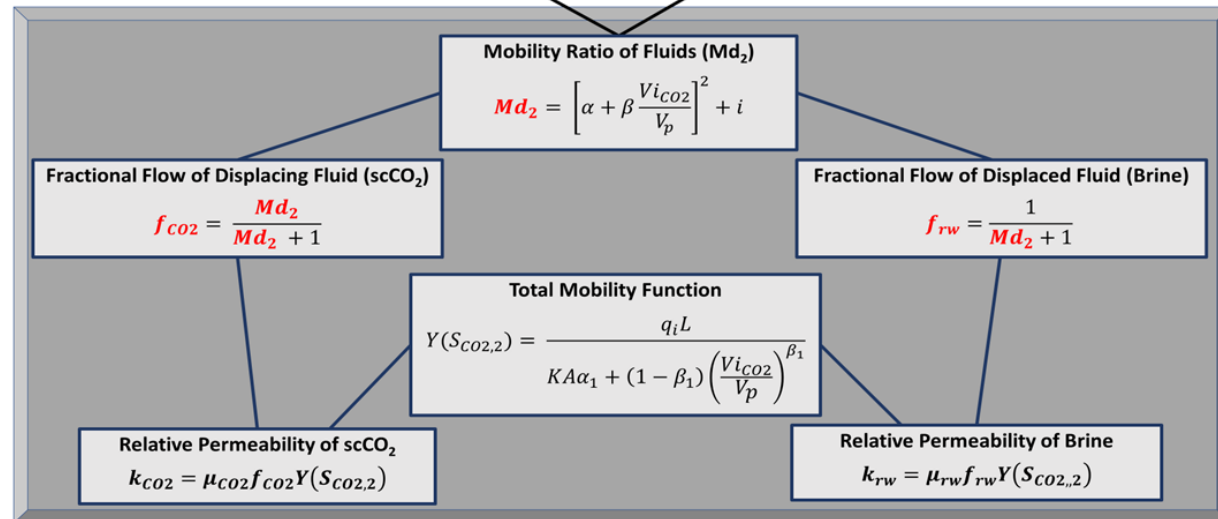 Mobility Ratio of Fluids (Md₂)
Md₂ = [α + β Vi_CO2 / V_p]² + i
Fractional Flow of Displacing Fluid (scCO₂)
f_CO2 = Md₂ / (Md₂ + 1)
Fractional Flow of Displaced Fluid (Brine)
f_rw = 1 / (Md₂ + 1)
Total Mobility Function
Y(S_CO2,2) = q_i L / (KAα₁ + (1 − β₁) (Vi_CO2 / V_p)^β₁)
Relative Permeability of scCO₂
k_CO2 = μ_CO2 f_CO2 Y(S_CO2,2)
Relative Permeability of Brine
k_rw = μ_rw f_rw Y(S_CO2,,2)